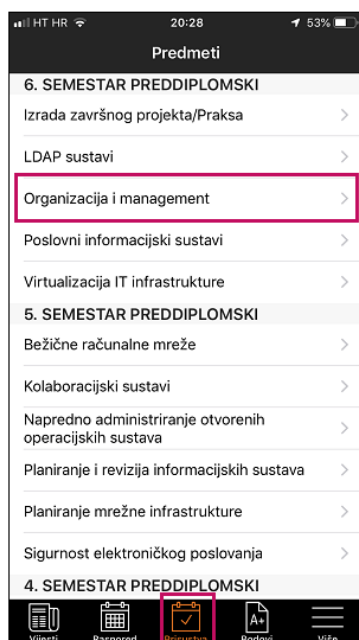 HT HR 20:28 53%
Predmeti
6. SEMESTAR PREDDIPLOMSKI
Izrada završnog projekta/Praksa
LDAP sustavi
Organizacija i management
Poslovni informacijski sustavi
Virtualizacija IT infrastrukture
5. SEMESTAR PREDDIPLOMSKI
Bežične računalne mreže
Kolaboracijski sustavi
Napredno administriranje otvorenih
operacijskih sustava
Planiranje i revizija informacijskih sustava
Planiranje mrežne infrastrukture
Sigurnost elektroničkog poslovanja
4. SEMESTAR PREDDIPLOMSKI
A+
Vijesti Raspored Prisustva Bodovi Više